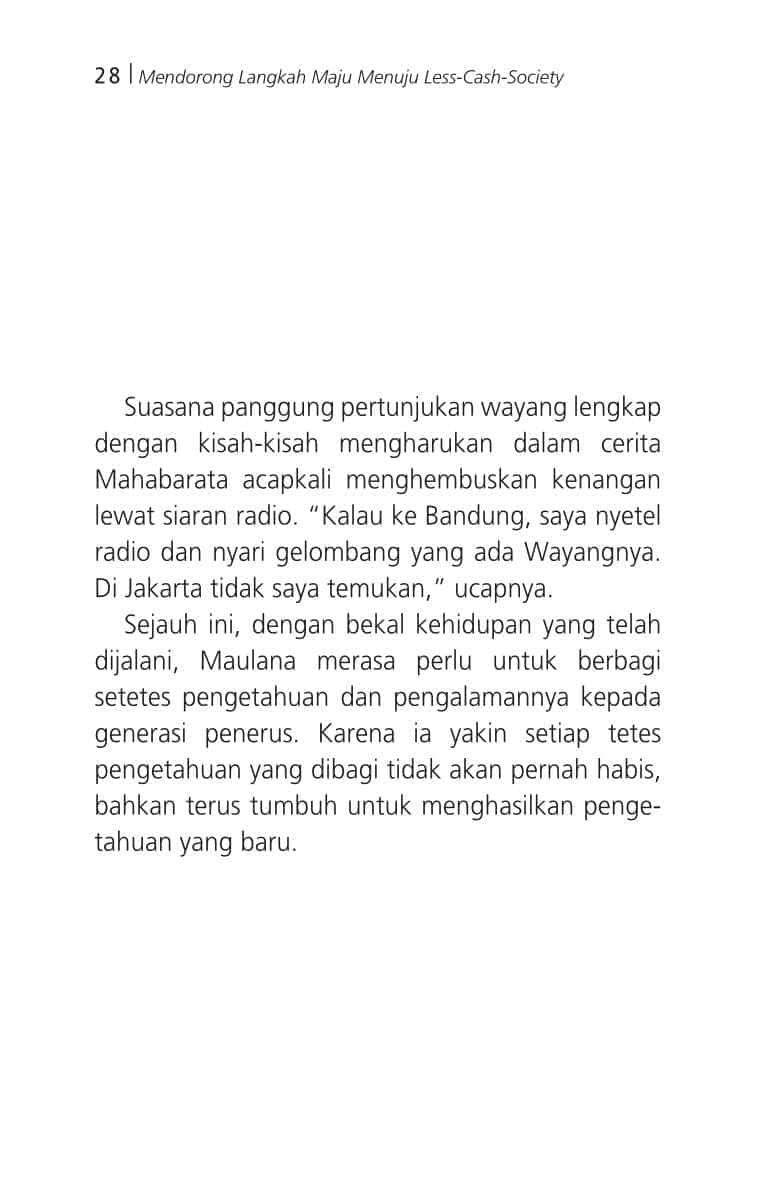 28 | Mendorong Langkah Maju Menuju Less-Cash-Society
Suasana panggung pertunjukan wayang lengkap
dengan kisah-kisah mengharukan dalam cerita
Mahabarata acapkali menghembuskan kenangan
lewat siaran radio. “Kalau ke Bandung, saya nyetel
radio dan nyari gelombang yang ada Wayangnya.
Di Jakarta tidak saya temukan,” ucapnya.
Sejauh ini, dengan bekal kehidupan yang telah
dijalani, Maulana merasa perlu untuk berbagi
setetes pengetahuan dan pengalamannya kepada
generasi penerus. Karena ia yakin setiap tetes
pengetahuan yang dibagi tidak akan pernah habis,
bahkan terus tumbuh untuk menghasilkan penge-
tahuan yang baru.